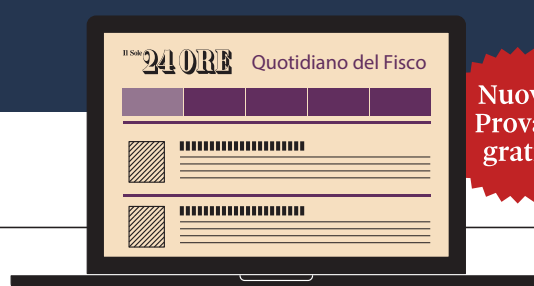 Il Sole
24 ORE Quotidiano del Fisco
Nuov
Prova
grat